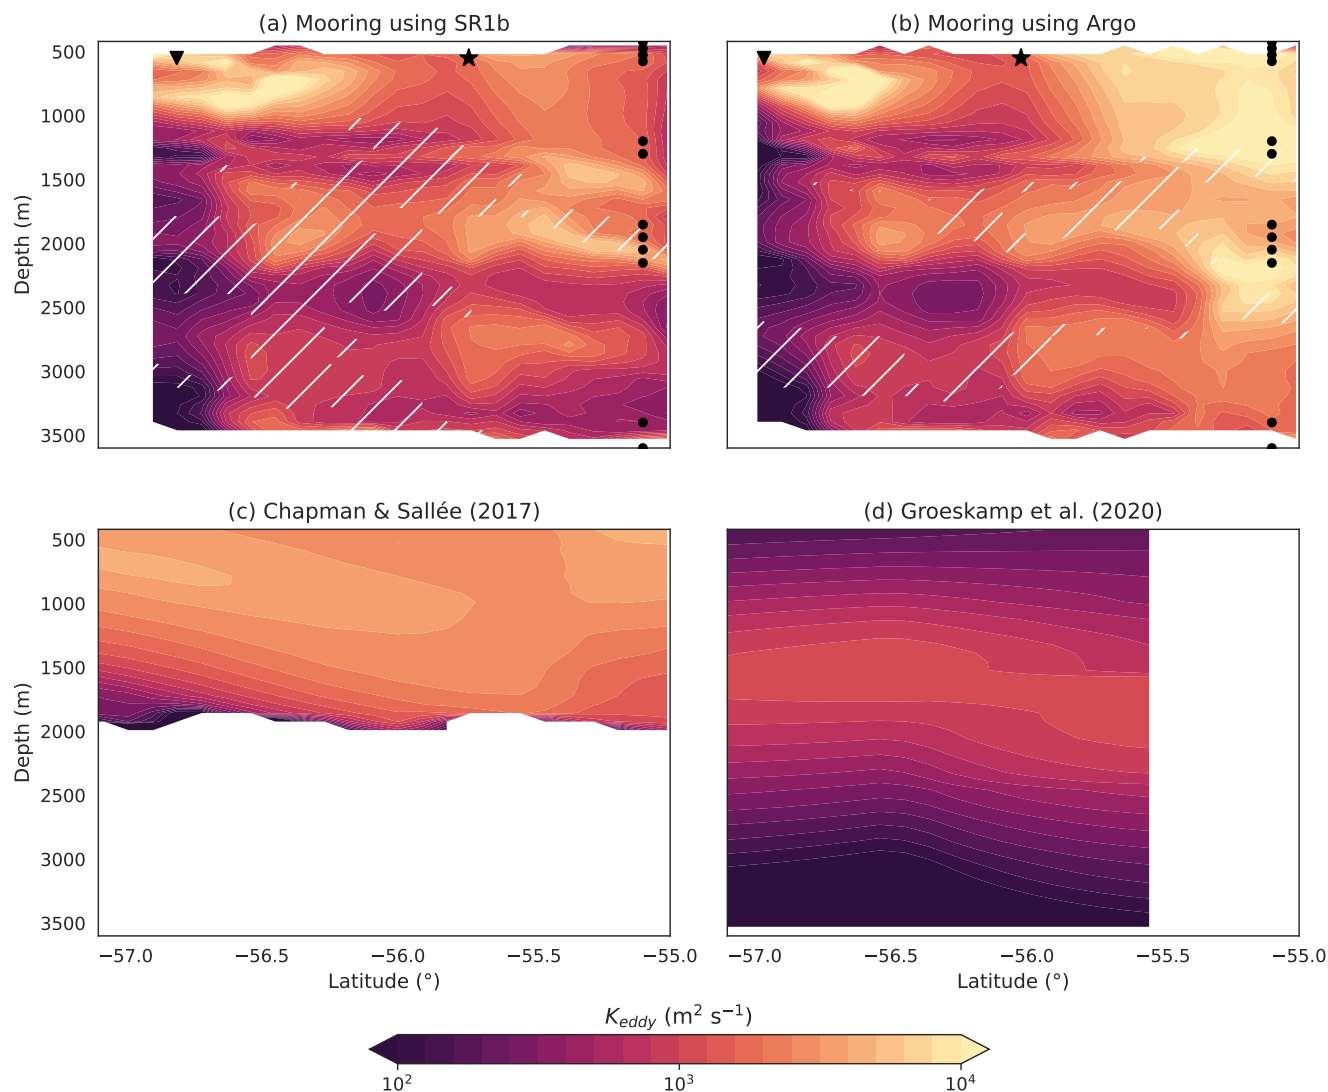 (a) Mooring using SR1b
(b) Mooring using Argo
500
1000
1500
2000
2500
3000
3500
Depth (m)
(c) Chapman & Sallée (2017)
(d) Groeskamp et al. (2020)
500
1000
1500
2000
2500
3000
3500
Depth (m)
−57.0 −56.5 −56.0 −55.5 −55.0
Latitude (°)
−57.0 −56.5 −56.0 −55.5 −55.0
Latitude (°)
K_eddy (m² s⁻¹)
10² 10³ 10⁴